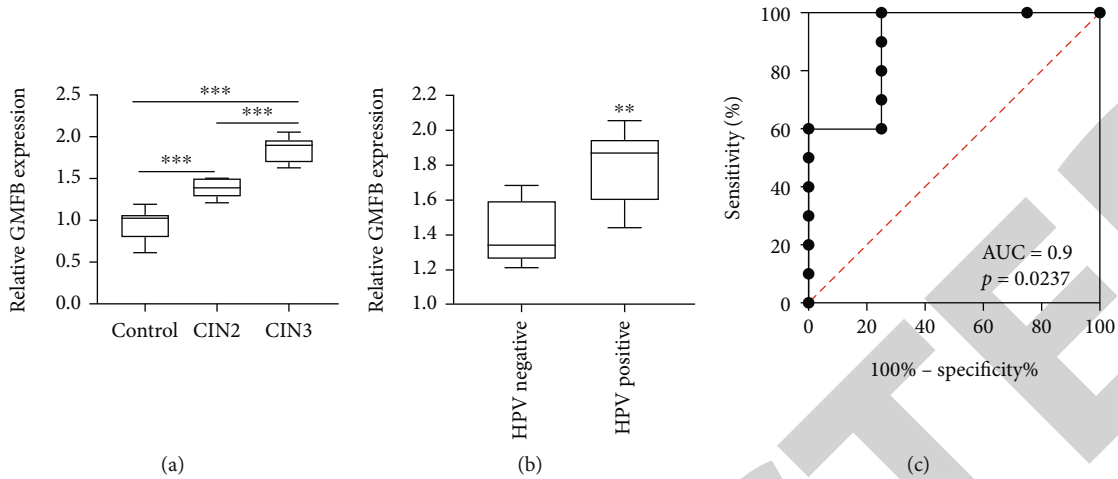 Relative GMFB expression
2.5
2.0
1.5
1.0
0.5
0.0
***
***
***
Control CIN2 CIN3
(a)
Relative GMFB expression
2.2
2.0
1.8
1.6
1.4
1.2
1.0
**
HPV negative
HPV positive
(b)
Sensitivity (%)
100
80
60
40
20
0
AUC = 0.9
p = 0.0237
0 20 40 60 80 100
100% – specificity%
(c)